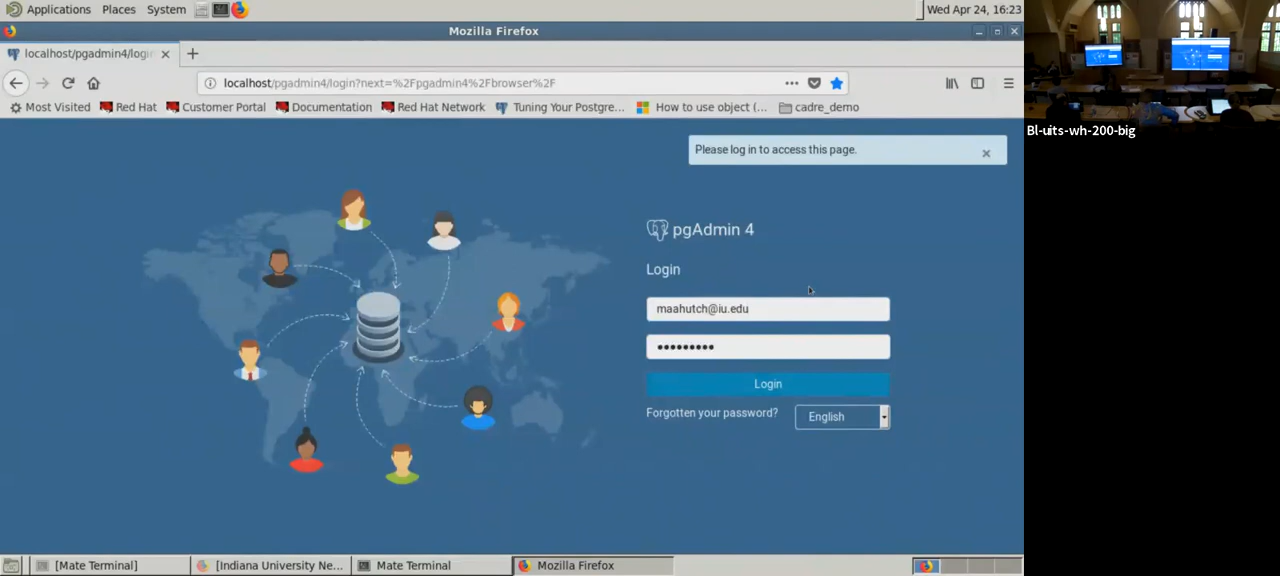 Applications Places System
Wed Apr 24, 16:23
Mozilla Firefox
localhost/pgadmin4/logi
localhost/pgadmin4/login?next=%2Fpgadmin4%2Fbrowser%2F
Most Visited Red Hat Customer Portal Documentation Red Hat Network Tuning Your Postgre... How to use object (... cadre_demo
Please log in to access this page.
pgAdmin 4
Login
maahutch@iu.edu
•••••••••
Login
Forgotten your password? English
[Mate Terminal] [Indiana University Ne... Mate Terminal Mozilla Firefox
Bl-uits-wh-200-big